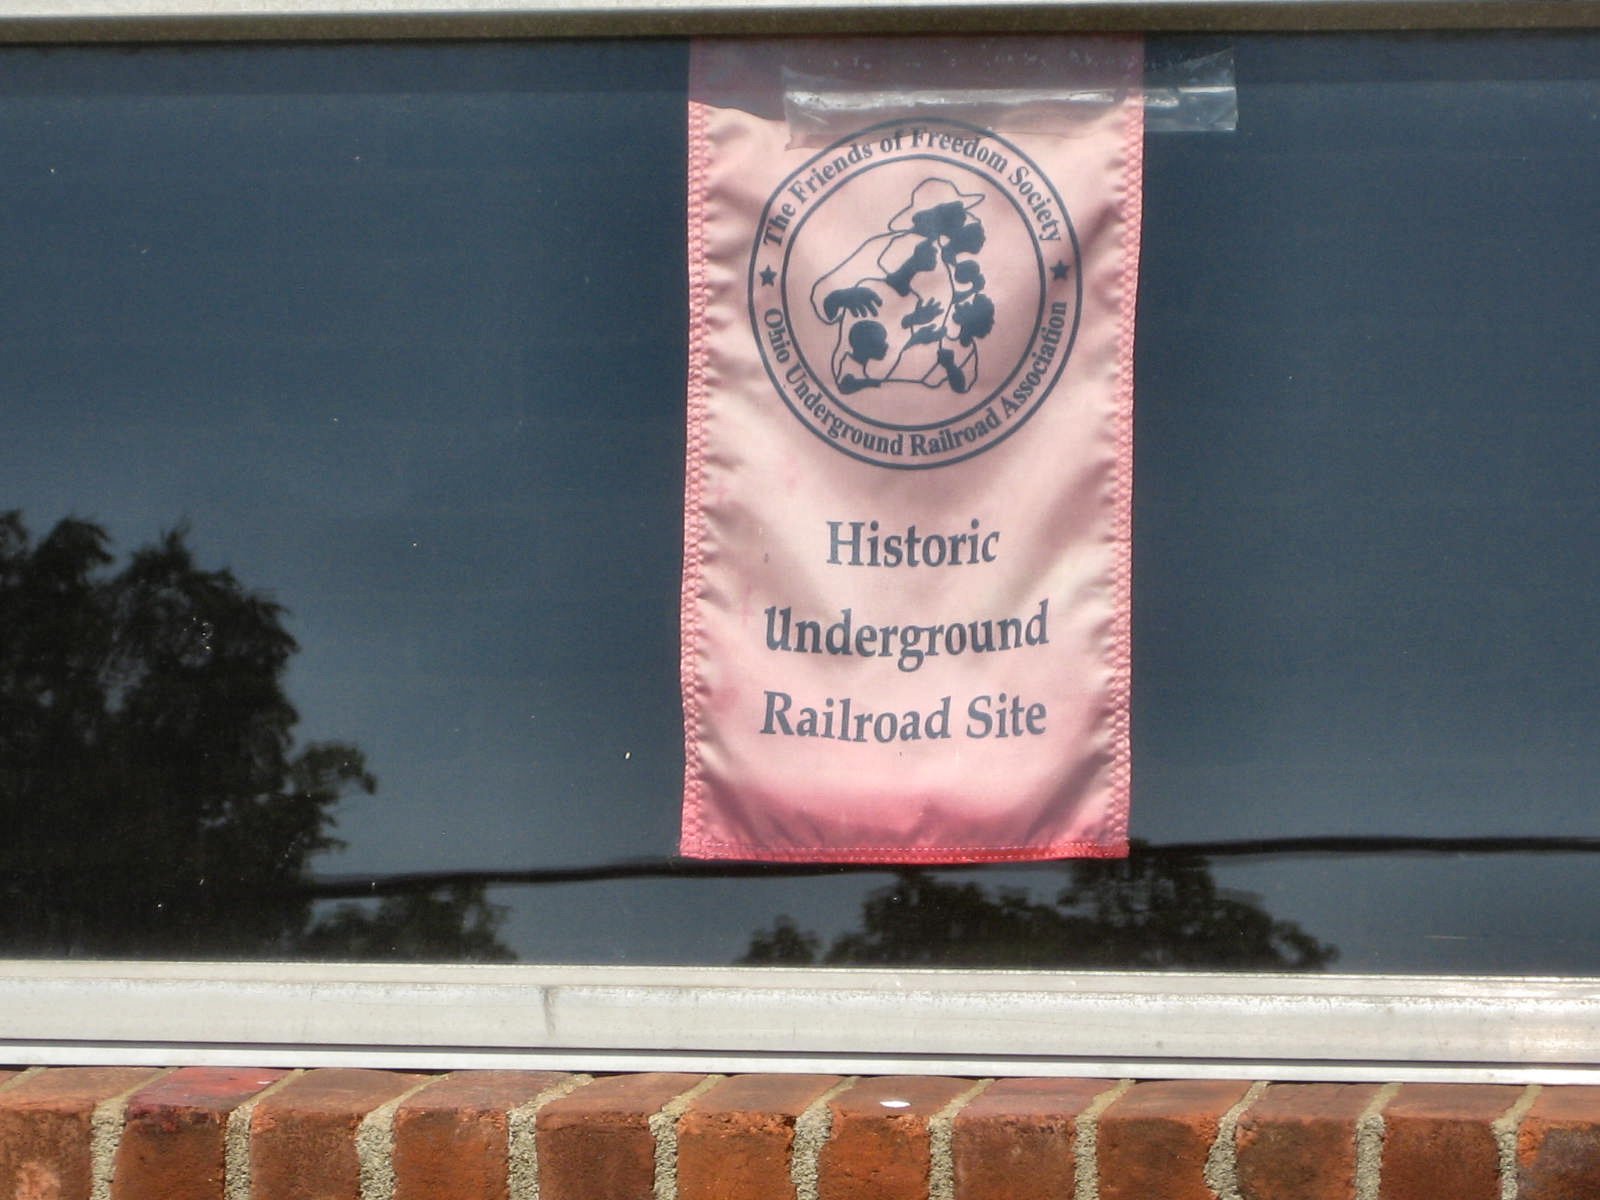 The Friends of Freedom Society
Ohio Underground Railroad Association
Historic
Underground
Railroad Site